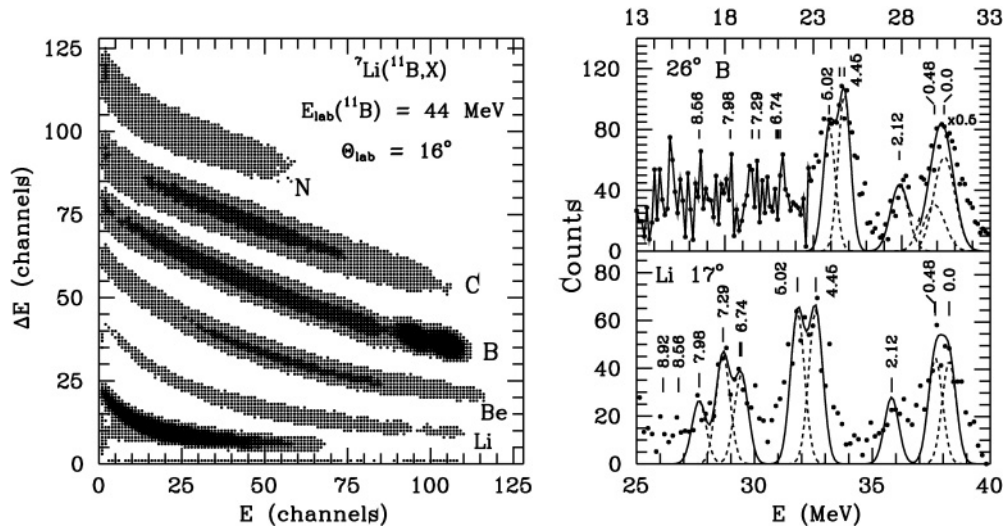 125
100
75
50
25
0
ΔE (channels)
⁷Li(¹¹B,X)
E_lab(¹¹B) = 44 MeV
Θ_lab = 16°
N
C
B
Be
Li
0 25 50 75 100 125
E (channels)
13 18 23 28 33
120
80
40
0
26° B
8.56
7.98
7.29
6.74
5.02
4.45
2.12
0.48
0.0
x0.5
Counts
80
60
40
20
0
Li 17°
8.92
8.56
7.98
7.29
6.74
5.02
4.45
2.12
0.48
0.0
25 30 35 40
E (MeV)